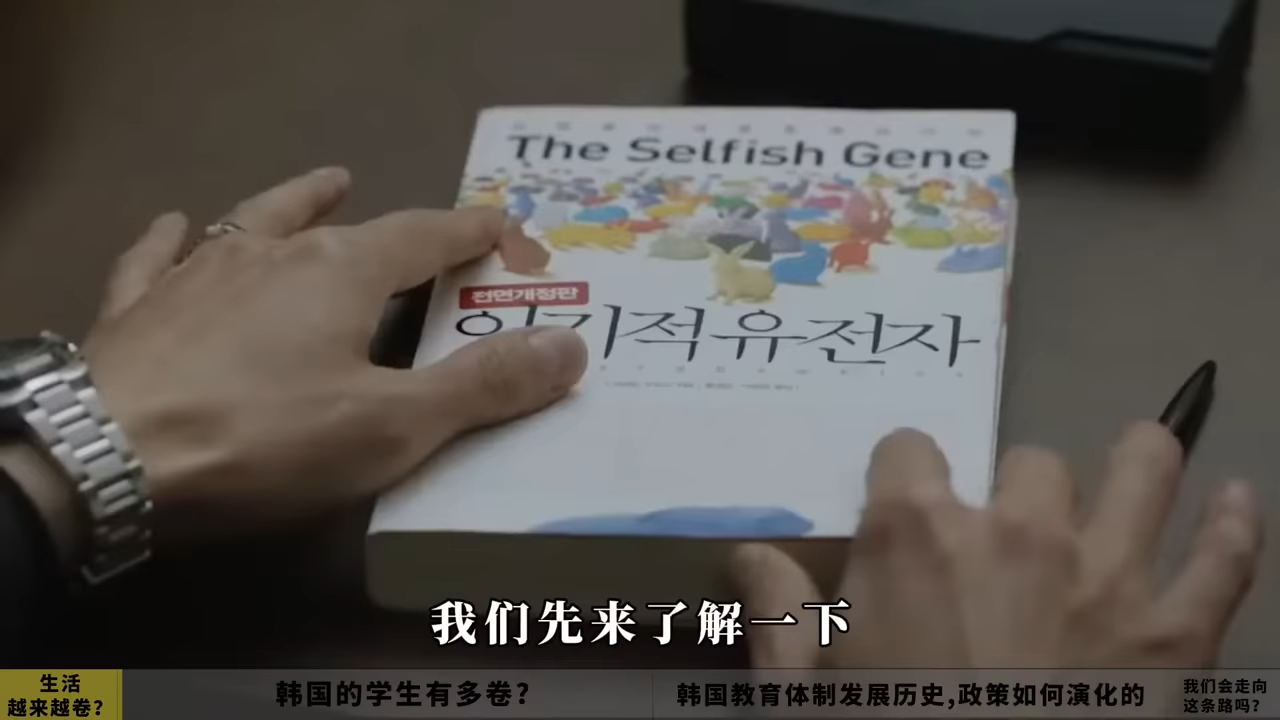 The Selfish Gene
전면개정판
이기적유전자
我们先来了解一下
生活
越来越卷?
韩国的学生有多卷?
韩国教育体制发展历史,政策如何演化的
我们会走向
这条路吗?